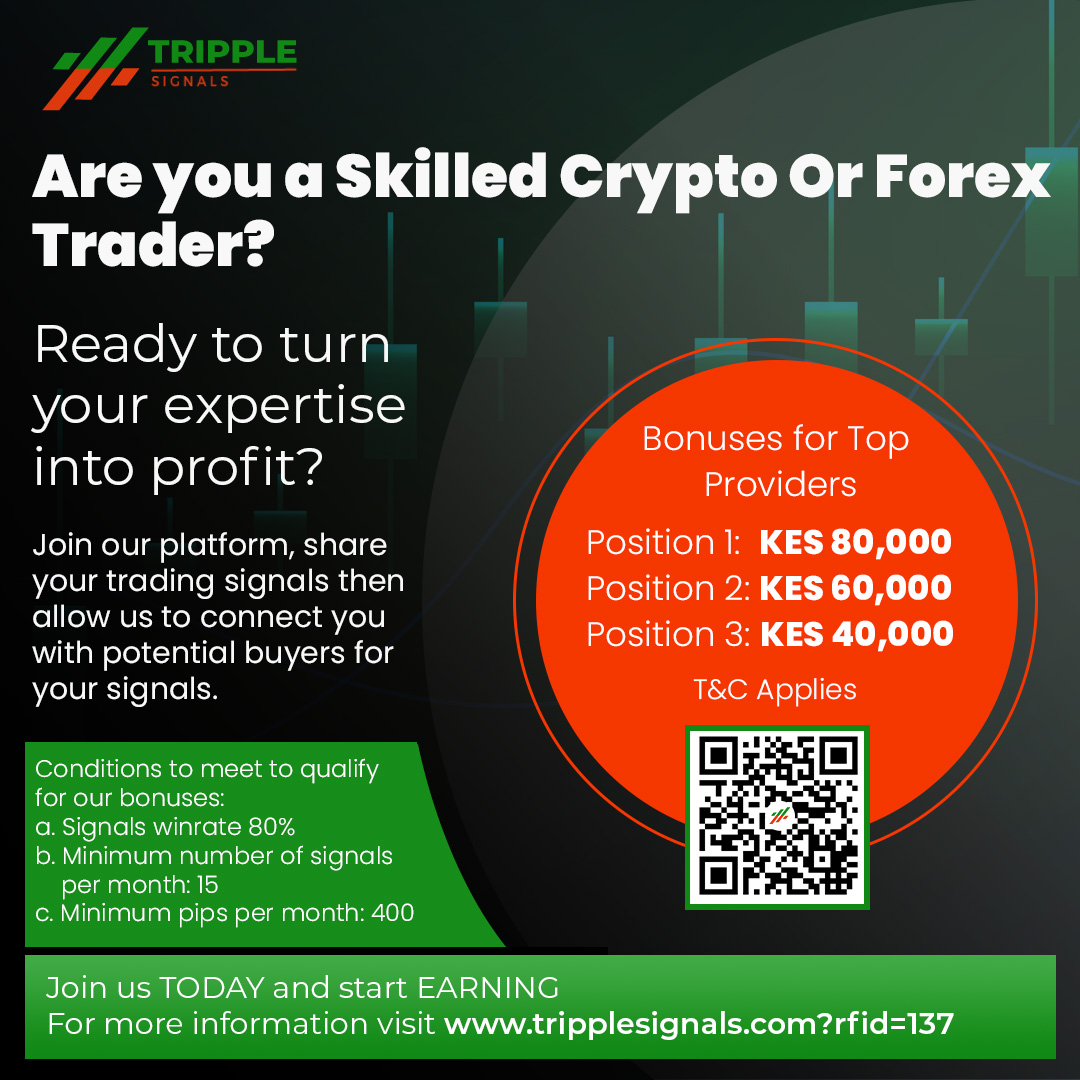 TRIPPLE
SIGNALS
Are you a Skilled Crypto Or Forex
Trader?
Ready to turn
your expertise
into profit?
Join our platform, share
your trading signals then
allow us to connect you
with potential buyers for
your signals.
Bonuses for Top
Providers
Position 1: KES 80,000
Position 2: KES 60,000
Position 3: KES 40,000
T&C Applies
Conditions to meet to qualify
for our bonuses:
a. Signals winrate 80%
b. Minimum number of signals
per month: 15
c. Minimum pips per month: 400
Join us TODAY and start EARNING
For more information visit www.tripplesignals.com?rfid=137